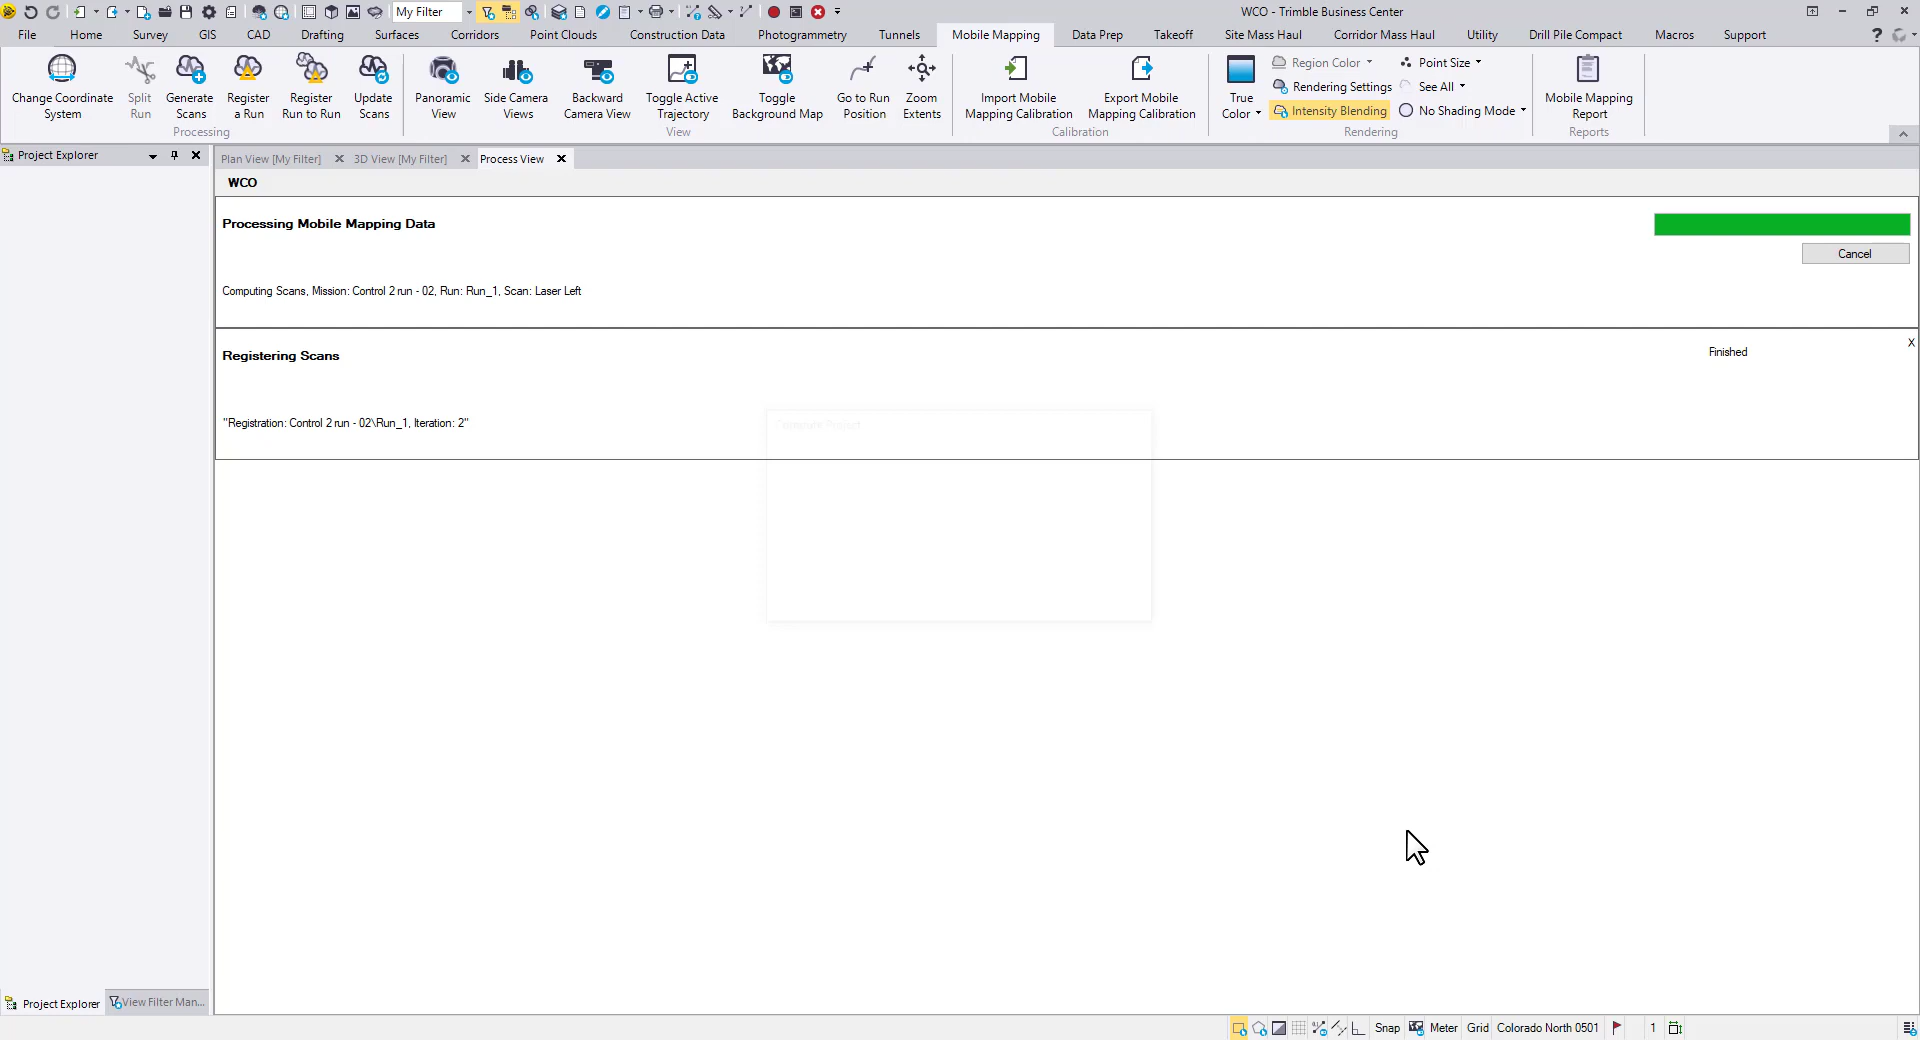 My Filter
WCO - Trimble Business Center
File Home Survey GIS CAD Drafting Surfaces Corridors Point Clouds Construction Data Photogrammetry Tunnels Mobile Mapping Data Prep Takeoff Site Mass Haul Corridor Mass Haul Utility Drill Pile Compact Macros Support
Change Coordinate System
Split Run
Generate Scans
Register a Run
Register Run to Run
Update Scans
Processing
Panoramic View
Side Camera Views
Backward Camera View
Toggle Active Trajectory
Toggle Background Map
Go to Run Position
Zoom Extents
View
Import Mobile Mapping Calibration
Export Mobile Mapping Calibration
Calibration
True Color
Region Color
Rendering Settings
Intensity Blending
Point Size
See All
No Shading Mode
Rendering
Mobile Mapping Report
Reports
Project Explorer
Plan View [My Filter]
3D View [My Filter]
Process View
WCO
Processing Mobile Mapping Data
Cancel
Computing Scans, Mission: Control 2 run - 02, Run: Run_1, Scan: Laser Left
Registering Scans
Finished
X
"Registration: Control 2 run - 02\Run_1, Iteration: 2"
Project Explorer
View Filter Man...
Snap
Meter
Grid
Colorado North 0501
1